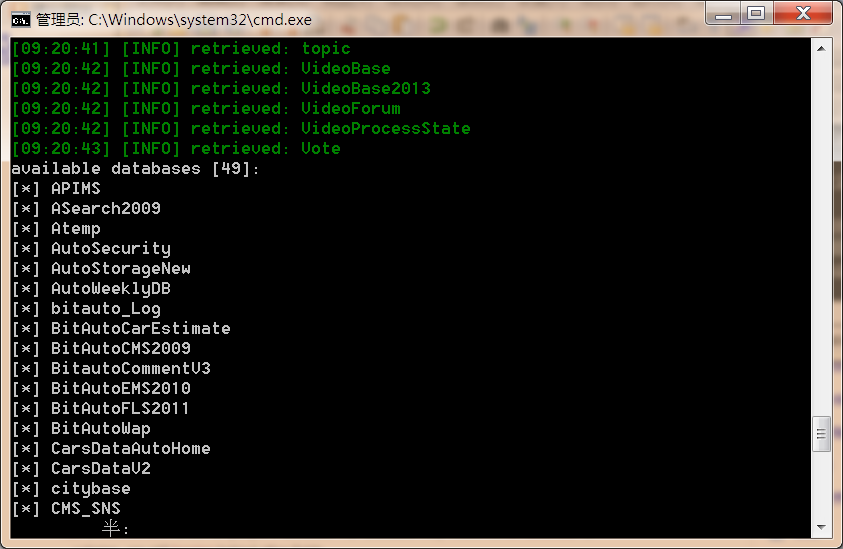 管理员: C:\Windows\system32\cmd.exe
[09:20:41] [INFO] retrieved: topic
[09:20:42] [INFO] retrieved: VideoBase
[09:20:42] [INFO] retrieved: VideoBase2013
[09:20:42] [INFO] retrieved: VideoForum
[09:20:42] [INFO] retrieved: VideoProcessState
[09:20:43] [INFO] retrieved: Vote
available databases [49]:
[*] APIMS
[*] ASearch2009
[*] Atemp
[*] AutoSecurity
[*] AutoStorageNew
[*] AutoWeeklyDB
[*] bitauto_Log
[*] BitAutoCarEstimate
[*] BitAutoCMS2009
[*] BitautoCommentV3
[*] BitAutoEMS2010
[*] BitAutoFLS2011
[*] BitAutoWap
[*] CarsDataAutoHome
[*] CarsDataV2
[*] citybase
[*] CMS_SNS
半: